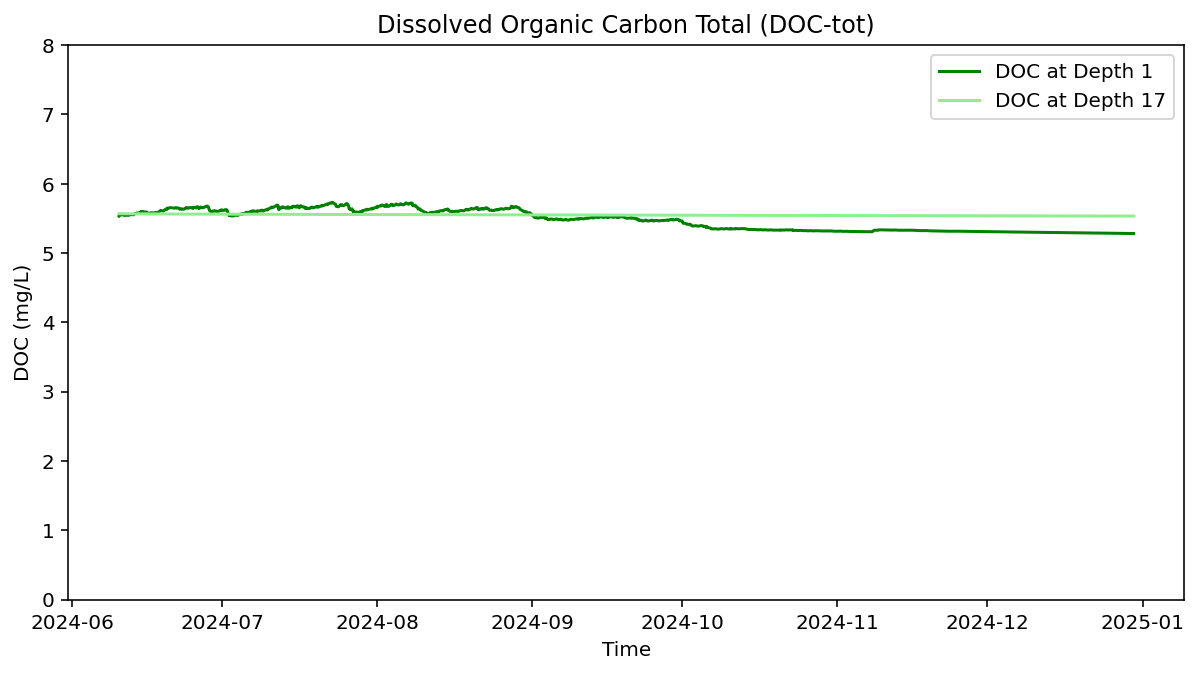 Dissolved Organic Carbon Total (DOC-tot)
DOC at Depth 1
DOC at Depth 17
DOC (mg/L)
8
7
6
5
4
3
2
1
0
2024-06 2024-07 2024-08 2024-09 2024-10 2024-11 2024-12 2025-01
Time